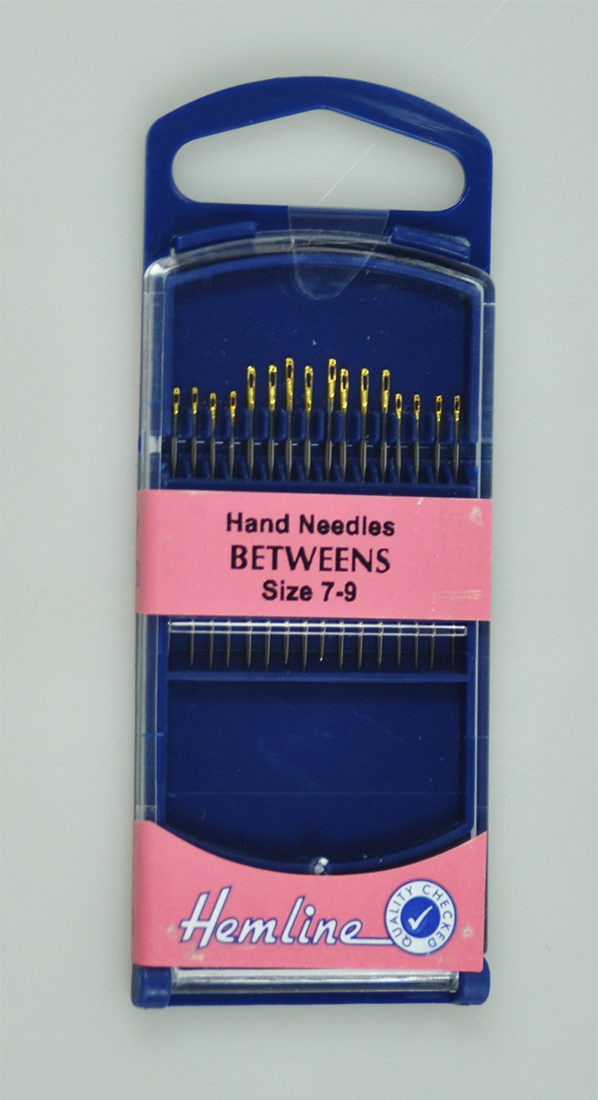 Hand Needles
BETWEENS
Size 7-9
Hemline
QUALITY CHECKED